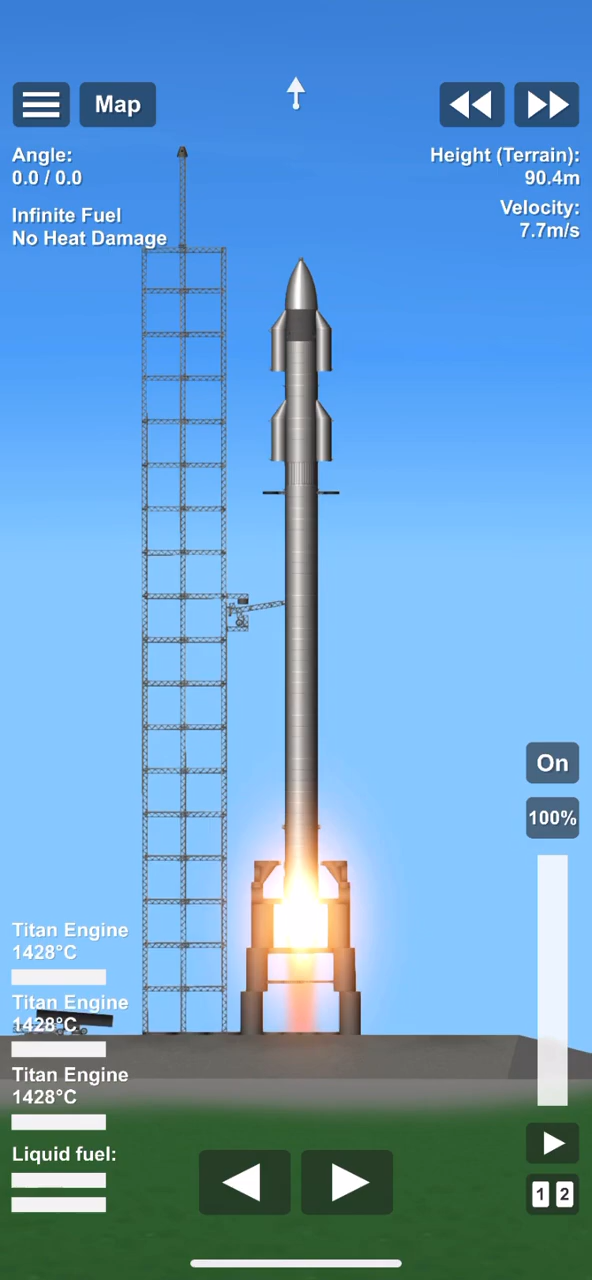 Map
Angle:
0.0 / 0.0
Infinite Fuel
No Heat Damage
Height (Terrain):
90.4m
Velocity:
7.7m/s
On
100%
Titan Engine
1428°C
Titan Engine
1428°C
Titan Engine
1428°C
Liquid fuel:
1 2